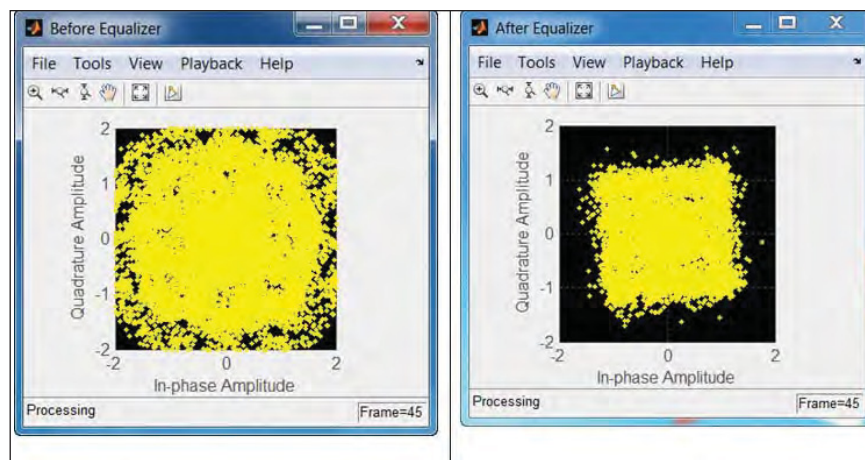 Before Equalizer
File Tools View Playback Help
2
1
0
-1
-2
-2 0 2
Quadrature Amplitude
In-phase Amplitude
Processing
Frame=45
After Equalizer
File Tools View Playback Help
2
1
0
-1
-2
-2 0 2
Quadrature Amplitude
In-phase Amplitude
Processing
Frame=45